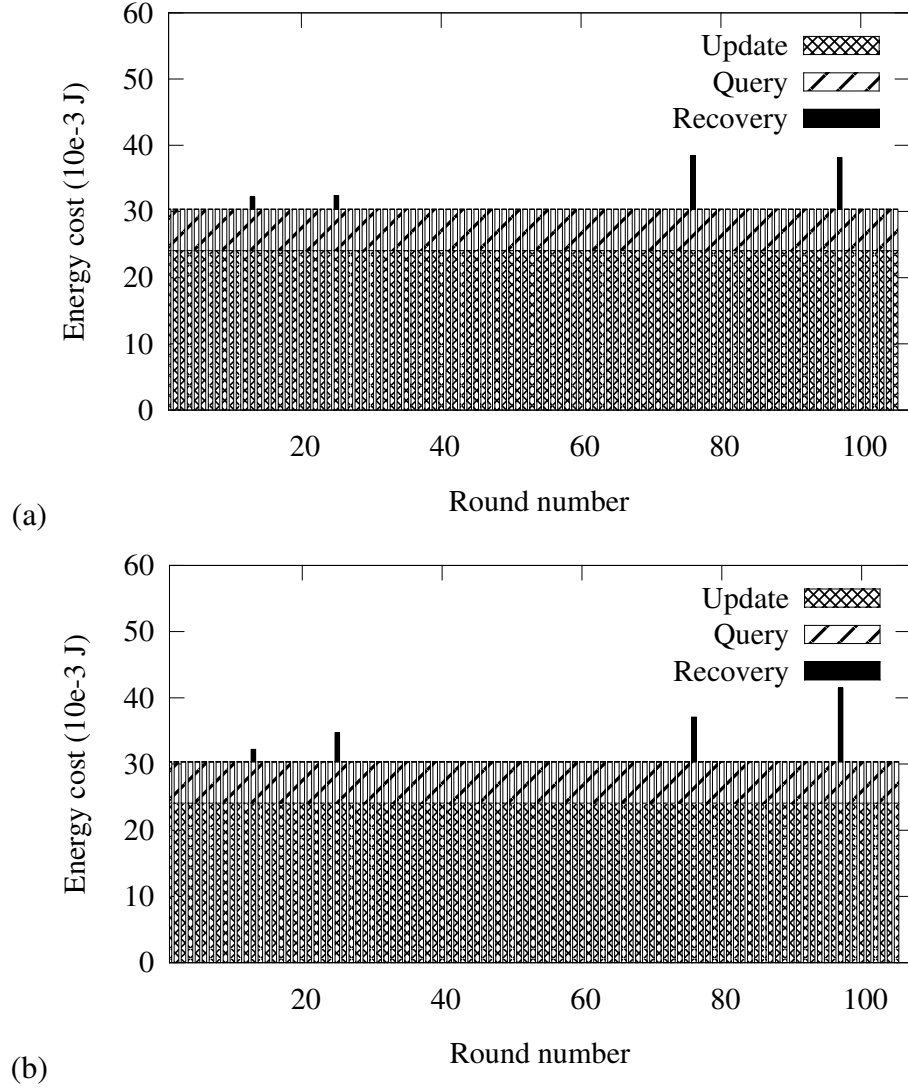 60
50
40
30
20
10
0
Energy cost (10e-3 J)
Update
Query
Recovery
20 40 60 80 100
Round number
(a)
60
50
40
30
20
10
0
Energy cost (10e-3 J)
Update
Query
Recovery
20 40 60 80 100
Round number
(b)